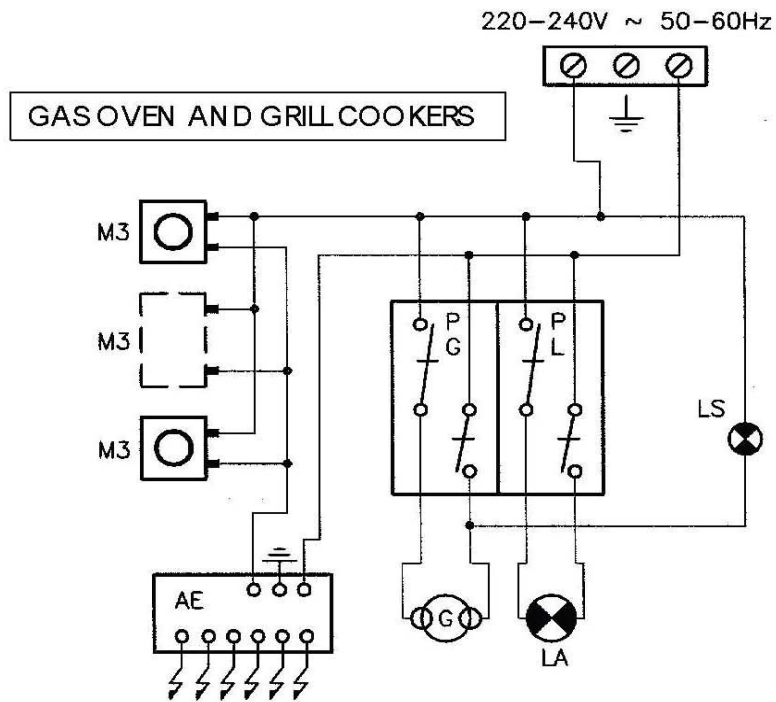 220-240V ~ 50-60Hz
GAS OVEN AND GRILL COOKERS
M3
M3
M3
P
G
P
L
LS
AE
G
LA